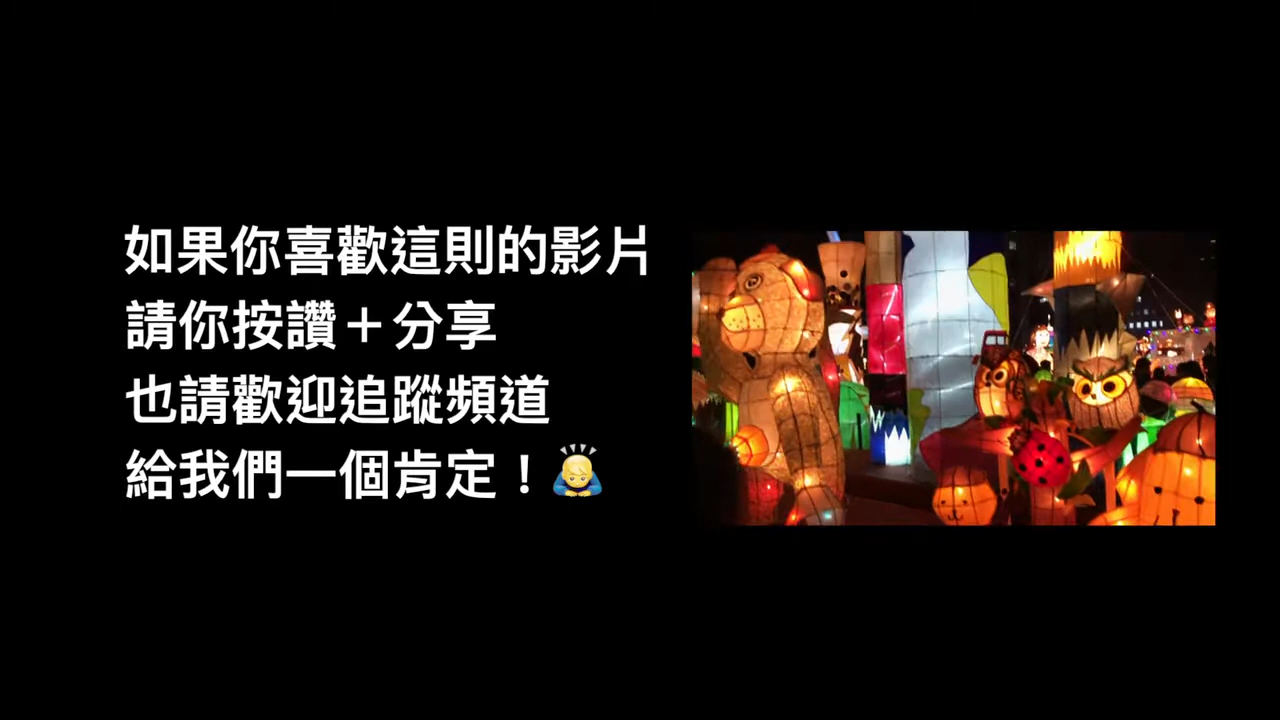 如果你喜歡這則的影片
請你按讚＋分享
也請歡迎追蹤頻道
給我們一個肯定！🙇